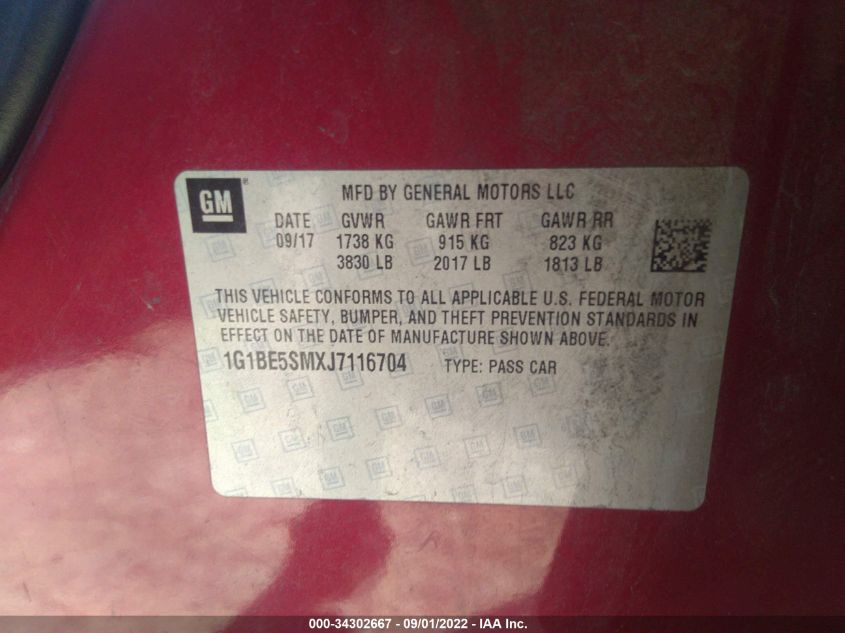 GM
MFD BY GENERAL MOTORS LLC
DATE GVWR GAWR FRT GAWR RR
09/17 1738 KG 915 KG 823 KG
3830 LB 2017 LB 1813 LB
THIS VEHICLE CONFORMS TO ALL APPLICABLE U.S. FEDERAL MOTOR
VEHICLE SAFETY, BUMPER, AND THEFT PREVENTION STANDARDS IN
EFFECT ON THE DATE OF MANUFACTURE SHOWN ABOVE.
1G1BE5SMXJ7116704 TYPE: PASS CAR
000-34302667 - 09/01/2022 - IAA Inc.